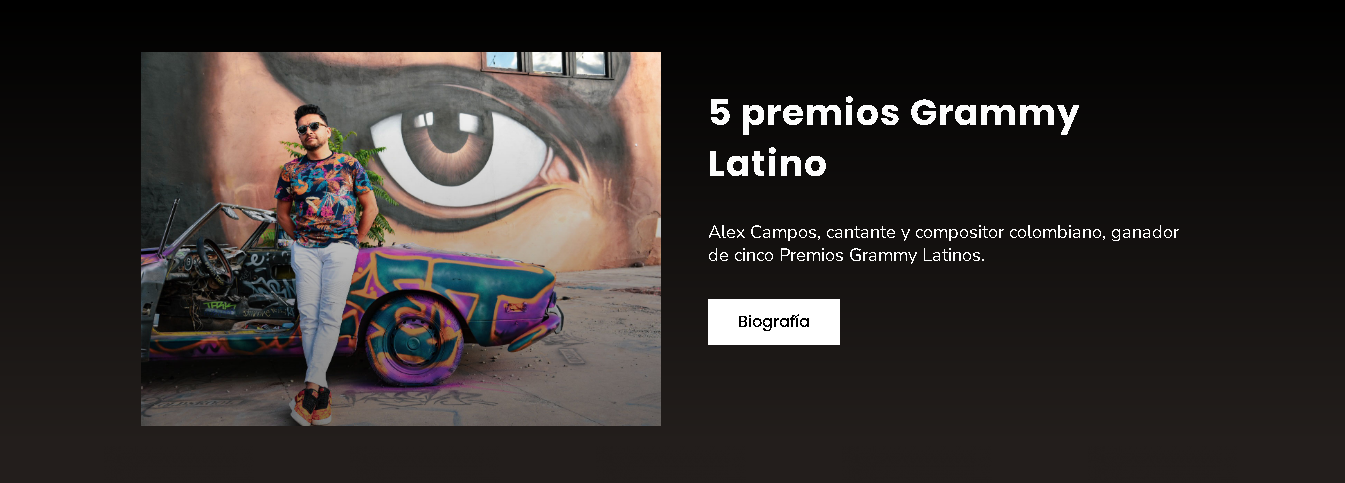 5 premios Grammy
Latino
Alex Campos, cantante y compositor colombiano, ganador
de cinco Premios Grammy Latinos.
Biografía